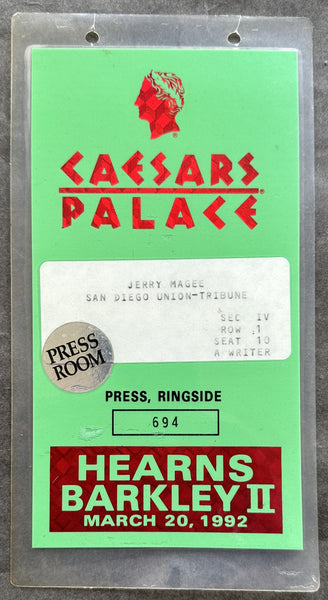 CAESARS
PALACE
JERRY MAGEE
SAN DIEGO UNION-TRIBUNE
SEC IV
ROW 1
SEAT 10
A WRITER
PRESS
ROOM
PRESS, RINGSIDE
694
HEARNS
BARKLEY II
MARCH 20, 1992